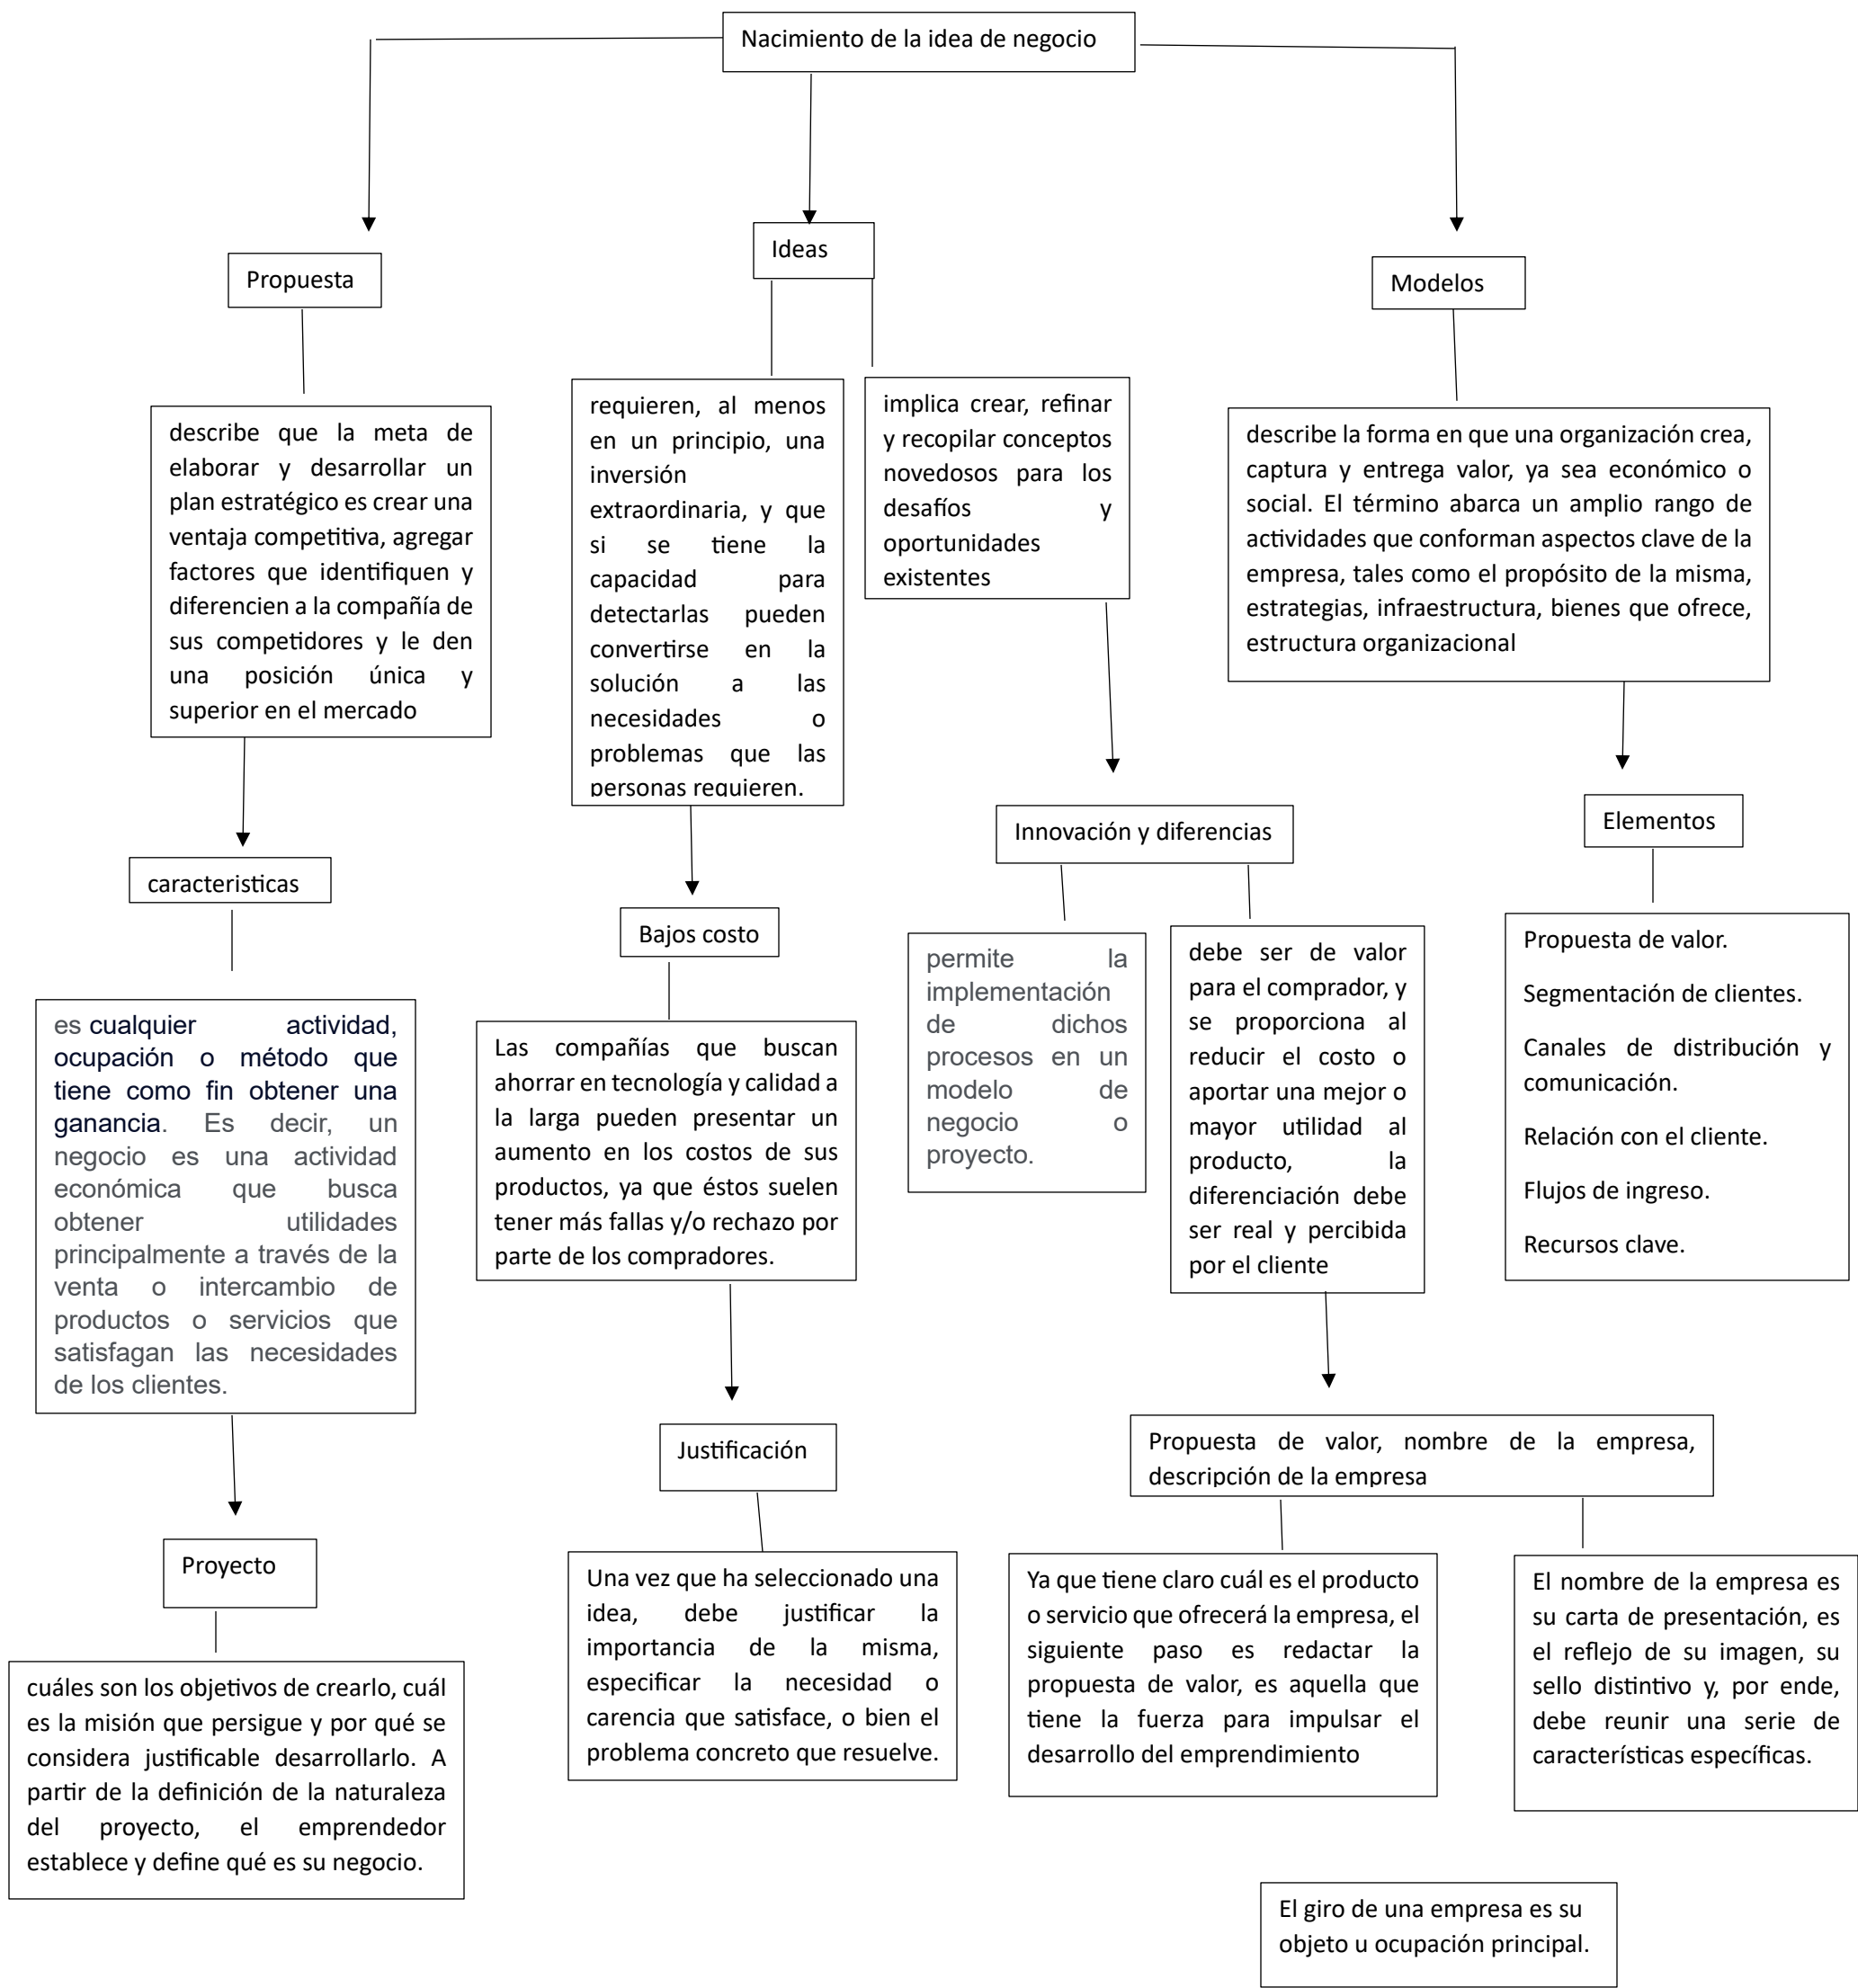 Nacimiento de la idea de negocio
Propuesta
Ideas
Modelos
describe que la meta de
elaborar y desarrollar un
plan estratégico es crear una
ventaja competitiva, agregar
factores que identifiquen y
diferencien a la compañía de
sus competidores y le den
una posición única y
superior en el mercado
requieren, al menos
en un principio, una
inversión
extraordinaria, y que
si se tiene la
capacidad para
detectarlas pueden
convertirse en la
solución a las
necesidades o
problemas que las
personas requieren.
implica crear, refinar
y recopilar conceptos
novedosos para los
desafíos y
oportunidades
existentes
describe la forma en que una organización crea,
captura y entrega valor, ya sea económico o
social. El término abarca un amplio rango de
actividades que conforman aspectos clave de la
empresa, tales como el propósito de la misma,
estrategias, infraestructura, bienes que ofrece,
estructura organizacional
caracteristicas
Bajos costo
Innovación y diferencias
Elementos
es cualquier actividad,
ocupación o método que
tiene como fin obtener una
ganancia. Es decir, un
negocio es una actividad
económica que busca
obtener utilidades
principalmente a través de la
venta o intercambio de
productos o servicios que
satisfagan las necesidades
de los clientes.
Las compañías que buscan
ahorrar en tecnología y calidad a
la larga pueden presentar un
aumento en los costos de sus
productos, ya que éstos suelen
tener más fallas y/o rechazo por
parte de los compradores.
permite la
implementación
de dichos
procesos en un
modelo de
negocio o
proyecto.
debe ser de valor
para el comprador, y
se proporciona al
reducir el costo o
aportar una mejor o
mayor utilidad al
producto, la
diferenciación debe
ser real y percibida
por el cliente
Propuesta de valor.
Segmentación de clientes.
Canales de distribución y
comunicación.
Relación con el cliente.
Flujos de ingreso.
Recursos clave.
Proyecto
Justificación
Propuesta de valor, nombre de la empresa,
descripción de la empresa
cuáles son los objetivos de crearlo, cuál
es la misión que persigue y por qué se
considera justificable desarrollarlo. A
partir de la definición de la naturaleza
del proyecto, el emprendedor
establece y define qué es su negocio.
Una vez que ha seleccionado una
idea, debe justificar la
importancia de la misma,
especificar la necesidad o
carencia que satisface, o bien el
problema concreto que resuelve.
Ya que tiene claro cuál es el producto
o servicio que ofrecerá la empresa, el
siguiente paso es redactar la
propuesta de valor, es aquella que
tiene la fuerza para impulsar el
desarrollo del emprendimiento
El nombre de la empresa es
su carta de presentación, es
el reflejo de su imagen, su
sello distintivo y, por ende,
debe reunir una serie de
características específicas.
El giro de una empresa es su
objeto u ocupación principal.